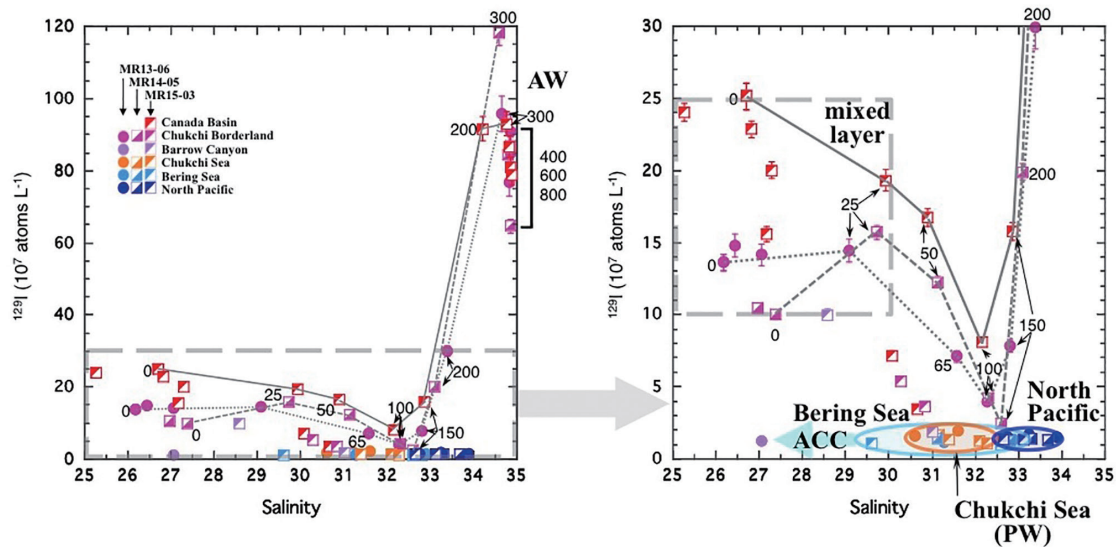 300
120
100
80
60
40
20
0
¹²⁹I (10⁷ atoms L⁻¹)
MR13-06
MR14-05
MR15-03
Canada Basin
Chukchi Borderland
Barrow Canyon
Chukchi Sea
Bering Sea
North Pacific
AW
200
300
400
600
800
0
0
0
25
50
65
100
150
200
25 26 27 28 29 30 31 32 33 34 35
Salinity
200
30
25
20
15
10
5
0
¹²⁹I (10⁷ atoms L⁻¹)
mixed
layer
0
0
0
25
50
65
100
150
200
North
Pacific
Bering Sea
ACC
25 26 27 28 29 30 31 32 33 34 35
Salinity
Chukchi Sea
(PW)